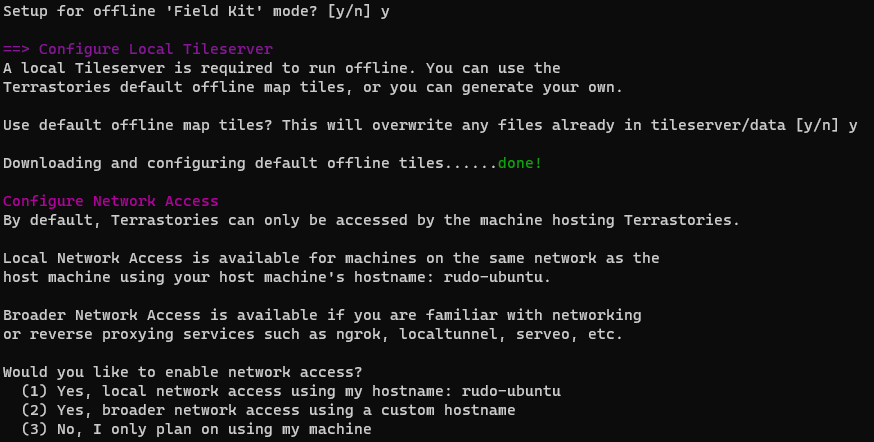 Setup for offline 'Field Kit' mode? [y/n] y
==> Configure Local Tileserver
A local Tileserver is required to run offline. You can use the
Terrastories default offline map tiles, or you can generate your own.
Use default offline map tiles? This will overwrite any files already in tileserver/data [y/n] y
Downloading and configuring default offline tiles......done!
Configure Network Access
By default, Terrastories can only be accessed by the machine hosting Terrastories.
Local Network Access is available for machines on the same network as the
host machine using your host machine's hostname: rudo-ubuntu.
Broader Network Access is available if you are familiar with networking
or reverse proxying services such as ngrok, localtunnel, serveo, etc.
Would you like to enable network access?
(1) Yes, local network access using my hostname: rudo-ubuntu
(2) Yes, broader network access using a custom hostname
(3) No, I only plan on using my machine